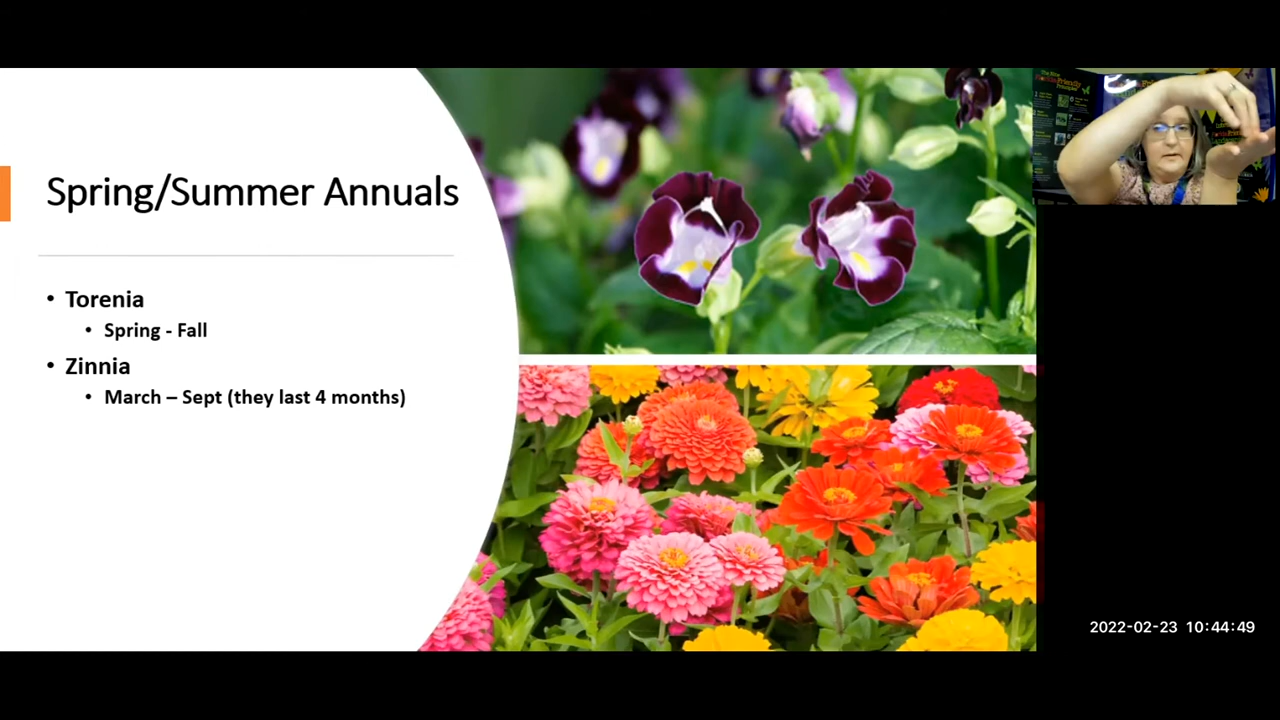 Spring/Summer Annuals
• Torenia
• Spring - Fall
• Zinnia
• March – Sept (they last 4 months)
2022-02-23 10:44:49